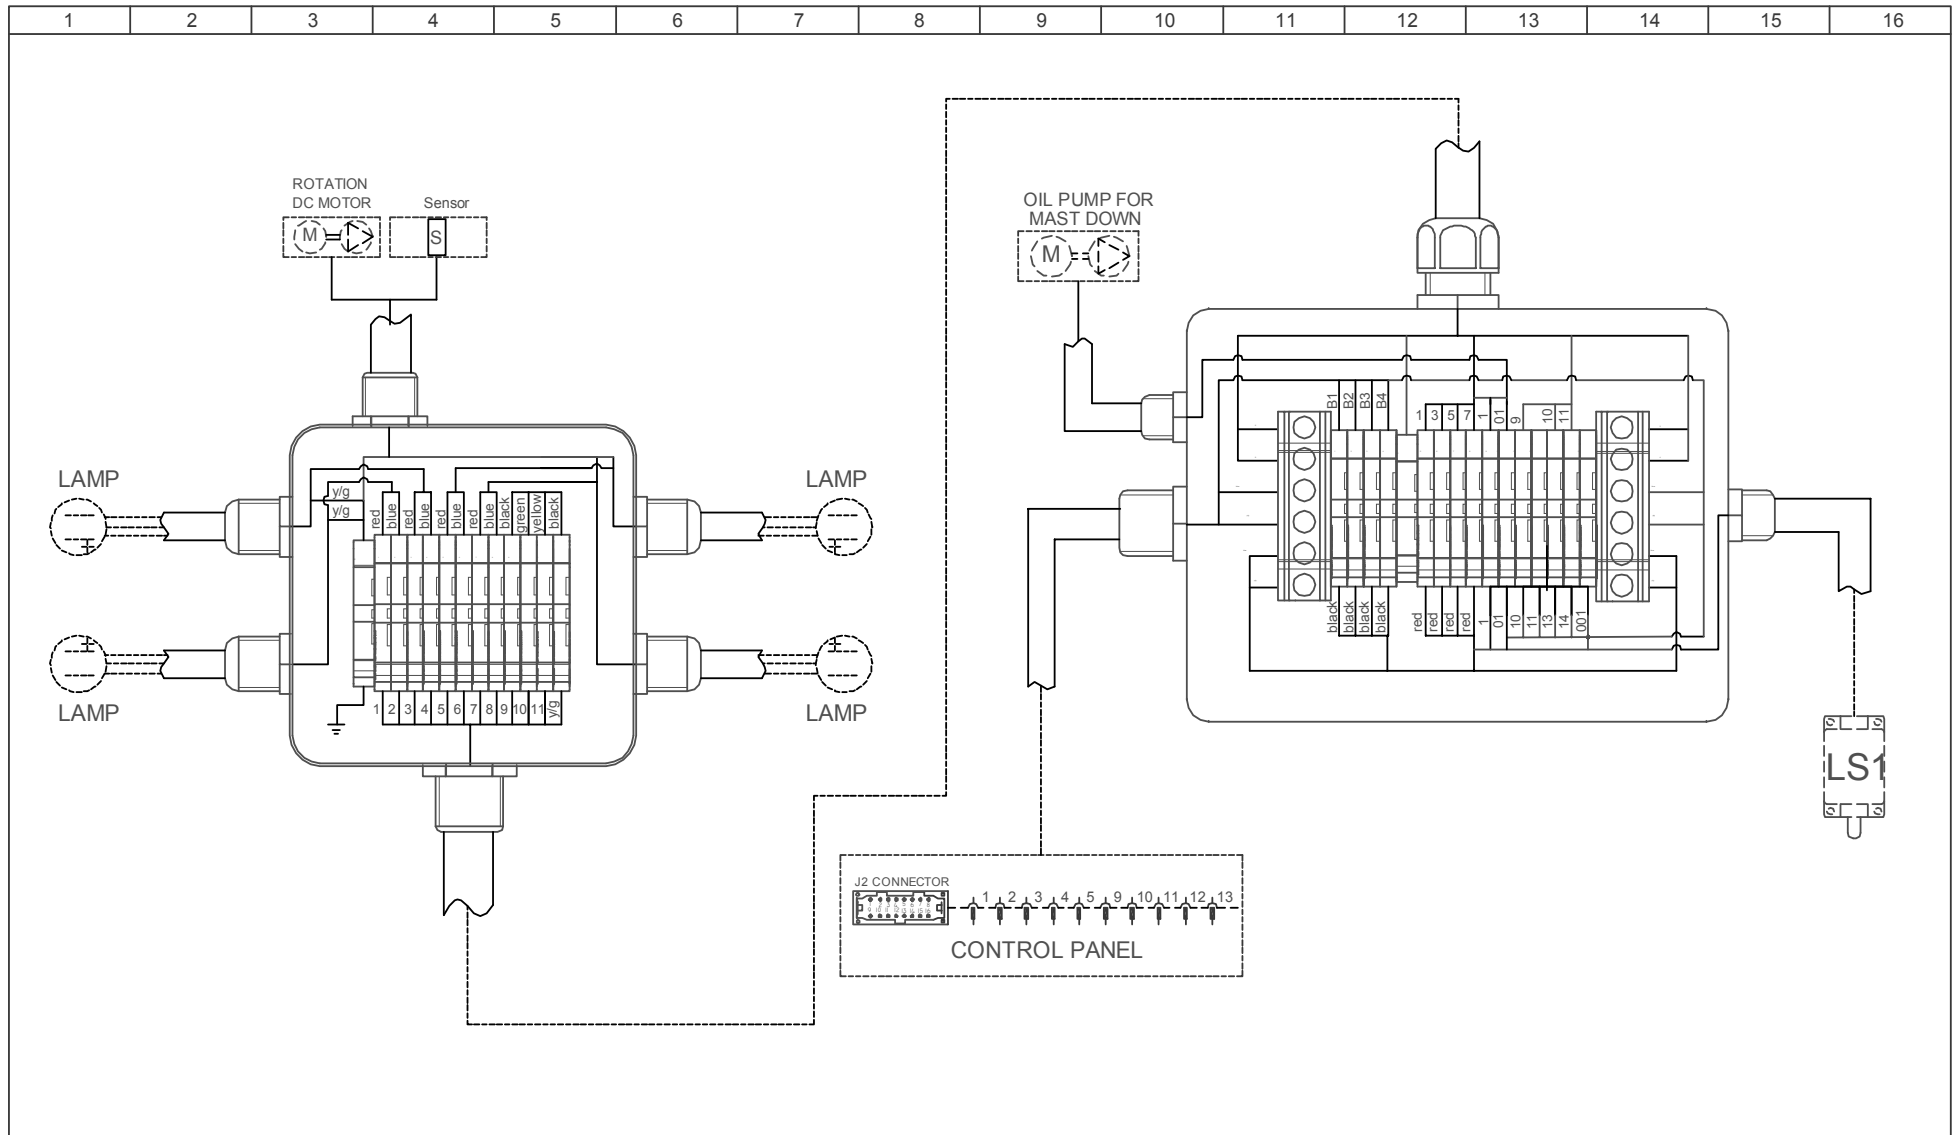 1 2 3 4 5 6 7 8 9 10 11 12 13 14 15 16
ROTATION
DC MOTOR
Sensor
M
S
OIL PUMP FOR
MAST DOWN
M
LAMP
LAMP
y/g
y/g
red blue red blue red blue red blue black green yellow black
1 2 3 4 5 6 7 8 9 10 11 y/g
LAMP
LAMP
B1 B2 B3 B4 1 3 5 7 1 01 9 10 11
black black black black red red red red 1 01 10 11 13 14 001
LS1
J2 CONNECTOR
1 2 3 4 5 9 10 11 12 13
CONTROL PANEL